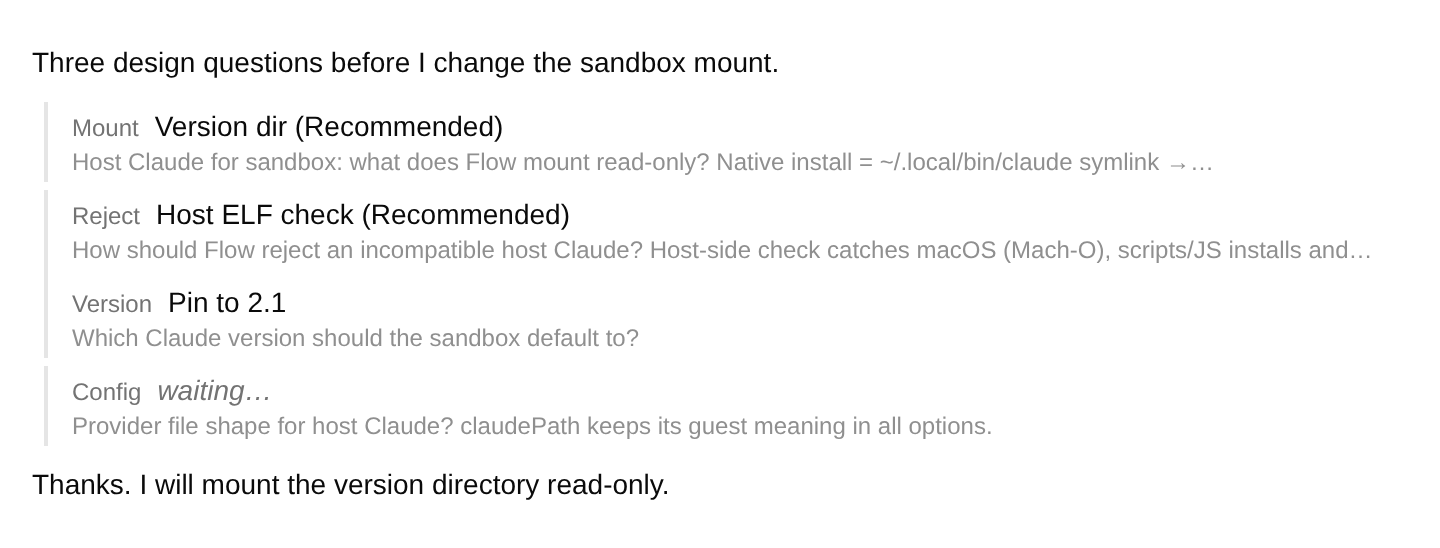 Three design questions before I change the sandbox mount.
Mount Version dir (Recommended)
Host Claude for sandbox: what does Flow mount read-only? Native install = ~/.local/bin/claude symlink →…
Reject Host ELF check (Recommended)
How should Flow reject an incompatible host Claude? Host-side check catches macOS (Mach-O), scripts/JS installs and…
Version Pin to 2.1
Which Claude version should the sandbox default to?
Config waiting…
Provider file shape for host Claude? claudePath keeps its guest meaning in all options.
Thanks. I will mount the version directory read-only.